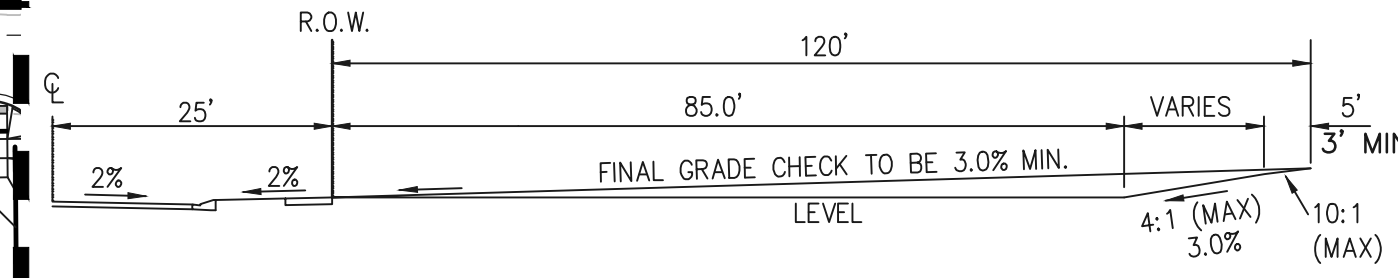 R.O.W.
120'
℄
25'
85.0'
VARIES
5'
3' MIN
2%
2%
FINAL GRADE CHECK TO BE 3.0% MIN.
LEVEL
4:1 (MAX)
3.0%
10:1
(MAX)